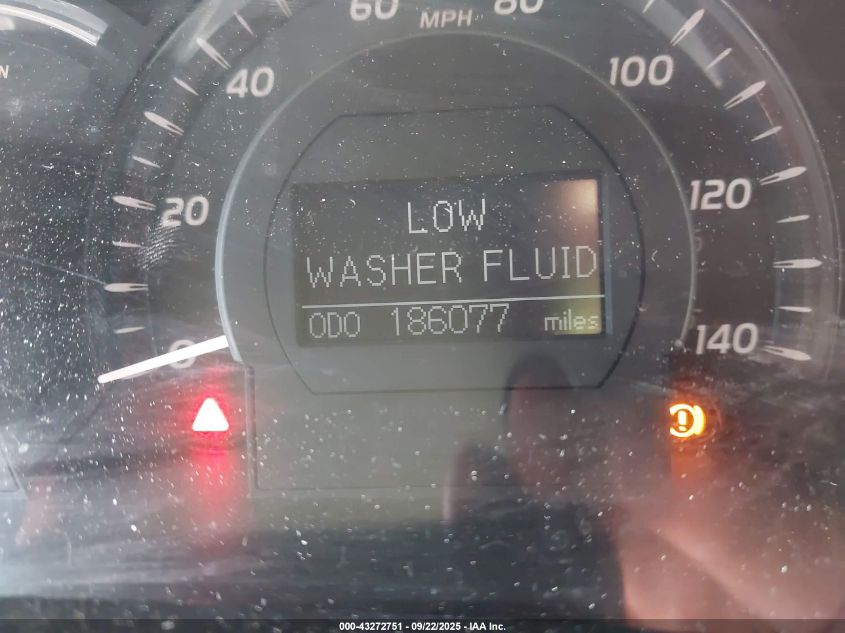 60 MPH 80
N
40 100
20 120
LOW
WASHER FLUID
ODO 186077 miles
0 140
000-43272751 - 09/22/2025 - IAA Inc.